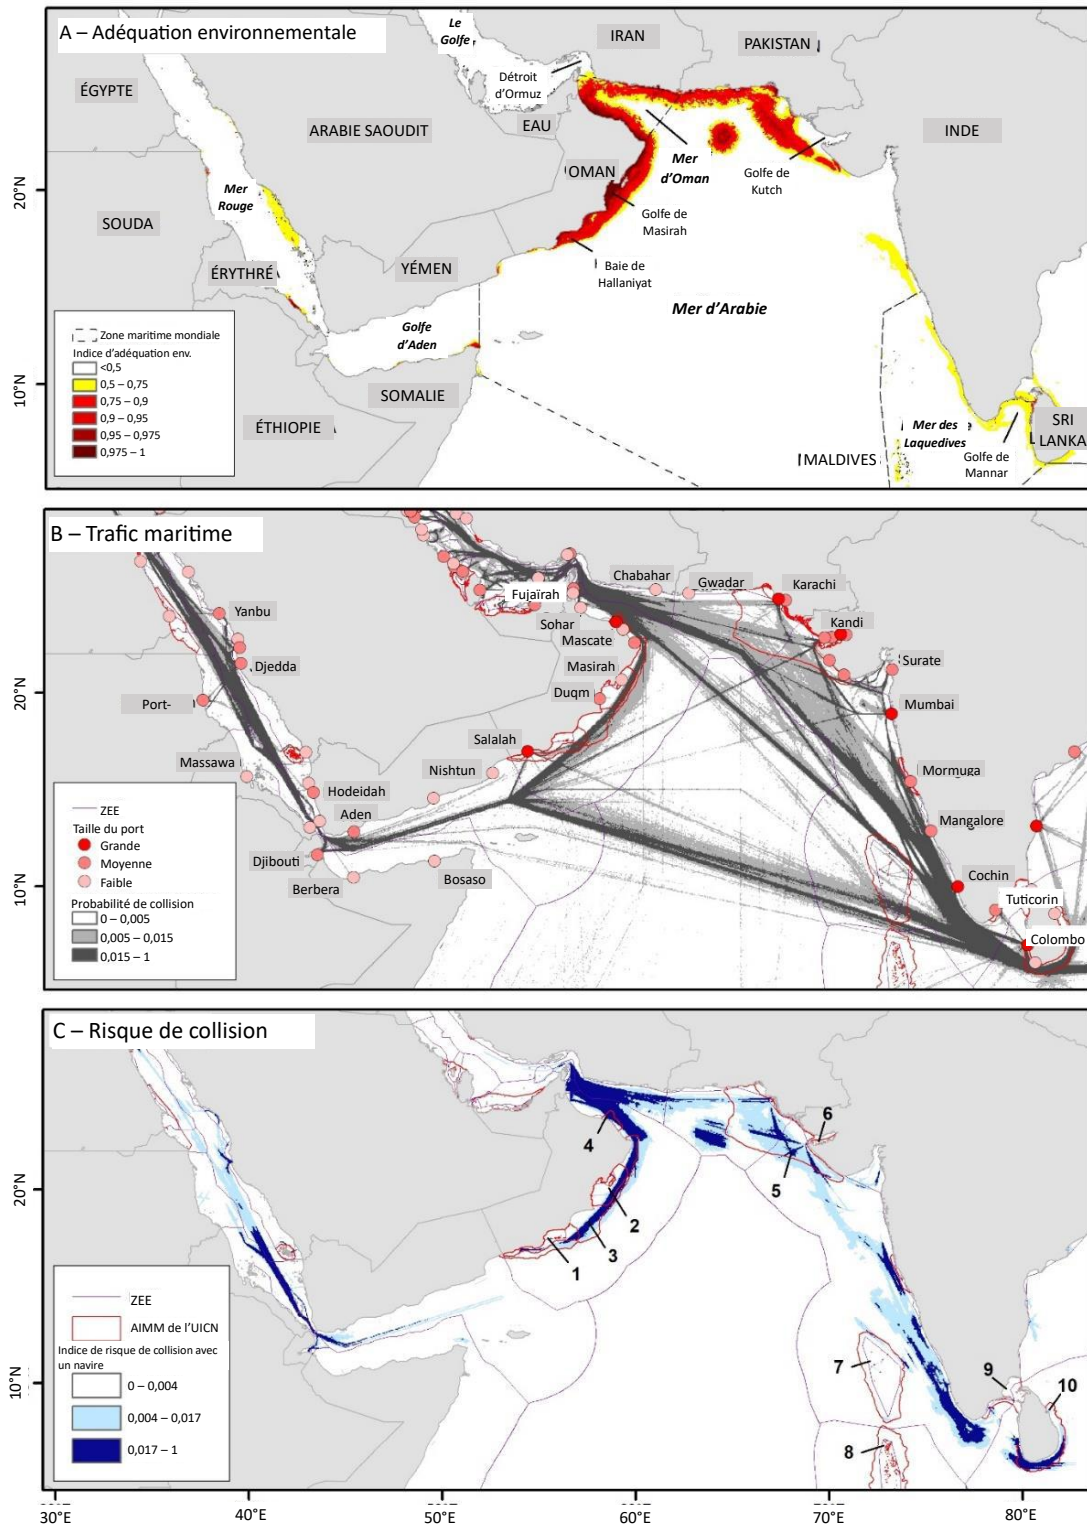 A – Adéquation environnementale
Le
Golfe
IRAN
PAKISTAN
Détroit
d'Ormuz
ÉGYPTE
EAU
ARABIE SAOUDIT
INDE
20°N
Mer
Rouge
OMAN
Mer
d'Oman
Golfe de
Kutch
SOUDA
Golfe de
Masirah
ÉRYTHRÉ
YÉMEN
Baie de
Hallaniyat
Mer d'Arabie
Zone maritime mondiale
Indice d'adéquation env.
<0,5
0,5 – 0,75
0,75 – 0,9
0,9 – 0,95
0,95 – 0,975
0,975 – 1
Golfe
d'Aden
10°N
SOMALIE
ÉTHIOPIE
MALDIVES
Mer des
Laquedives
Golfe de
Mannar
SRI
LANKA
B – Trafic maritime
Yanbu
Djedda
Port-
Massawa
Hodeidah
Aden
Djibouti
Berbera
Bosaso
Nishtun
Salalah
Duqm
Masirah
Mascate
Sohar
Fujaïrah
Chabahar
Gwadar
Karachi
Kandi
Surate
Mumbai
Mormuga
Mangalore
Cochin
Tuticorin
Colombo
20°N
10°N
ZEE
Taille du port
Grande
Moyenne
Faible
Probabilité de collision
0 – 0,005
0,005 – 0,015
0,015 – 1
C – Risque de collision
4
6
5
2
3
1
7
8
9
10
20°N
10°N
ZEE
AIMM de l'UICN
Indice de risque de collision avec
un navire
0 – 0,004
0,004 – 0,017
0,017 – 1
30°E
40°E
50°E
60°E
70°E
80°E